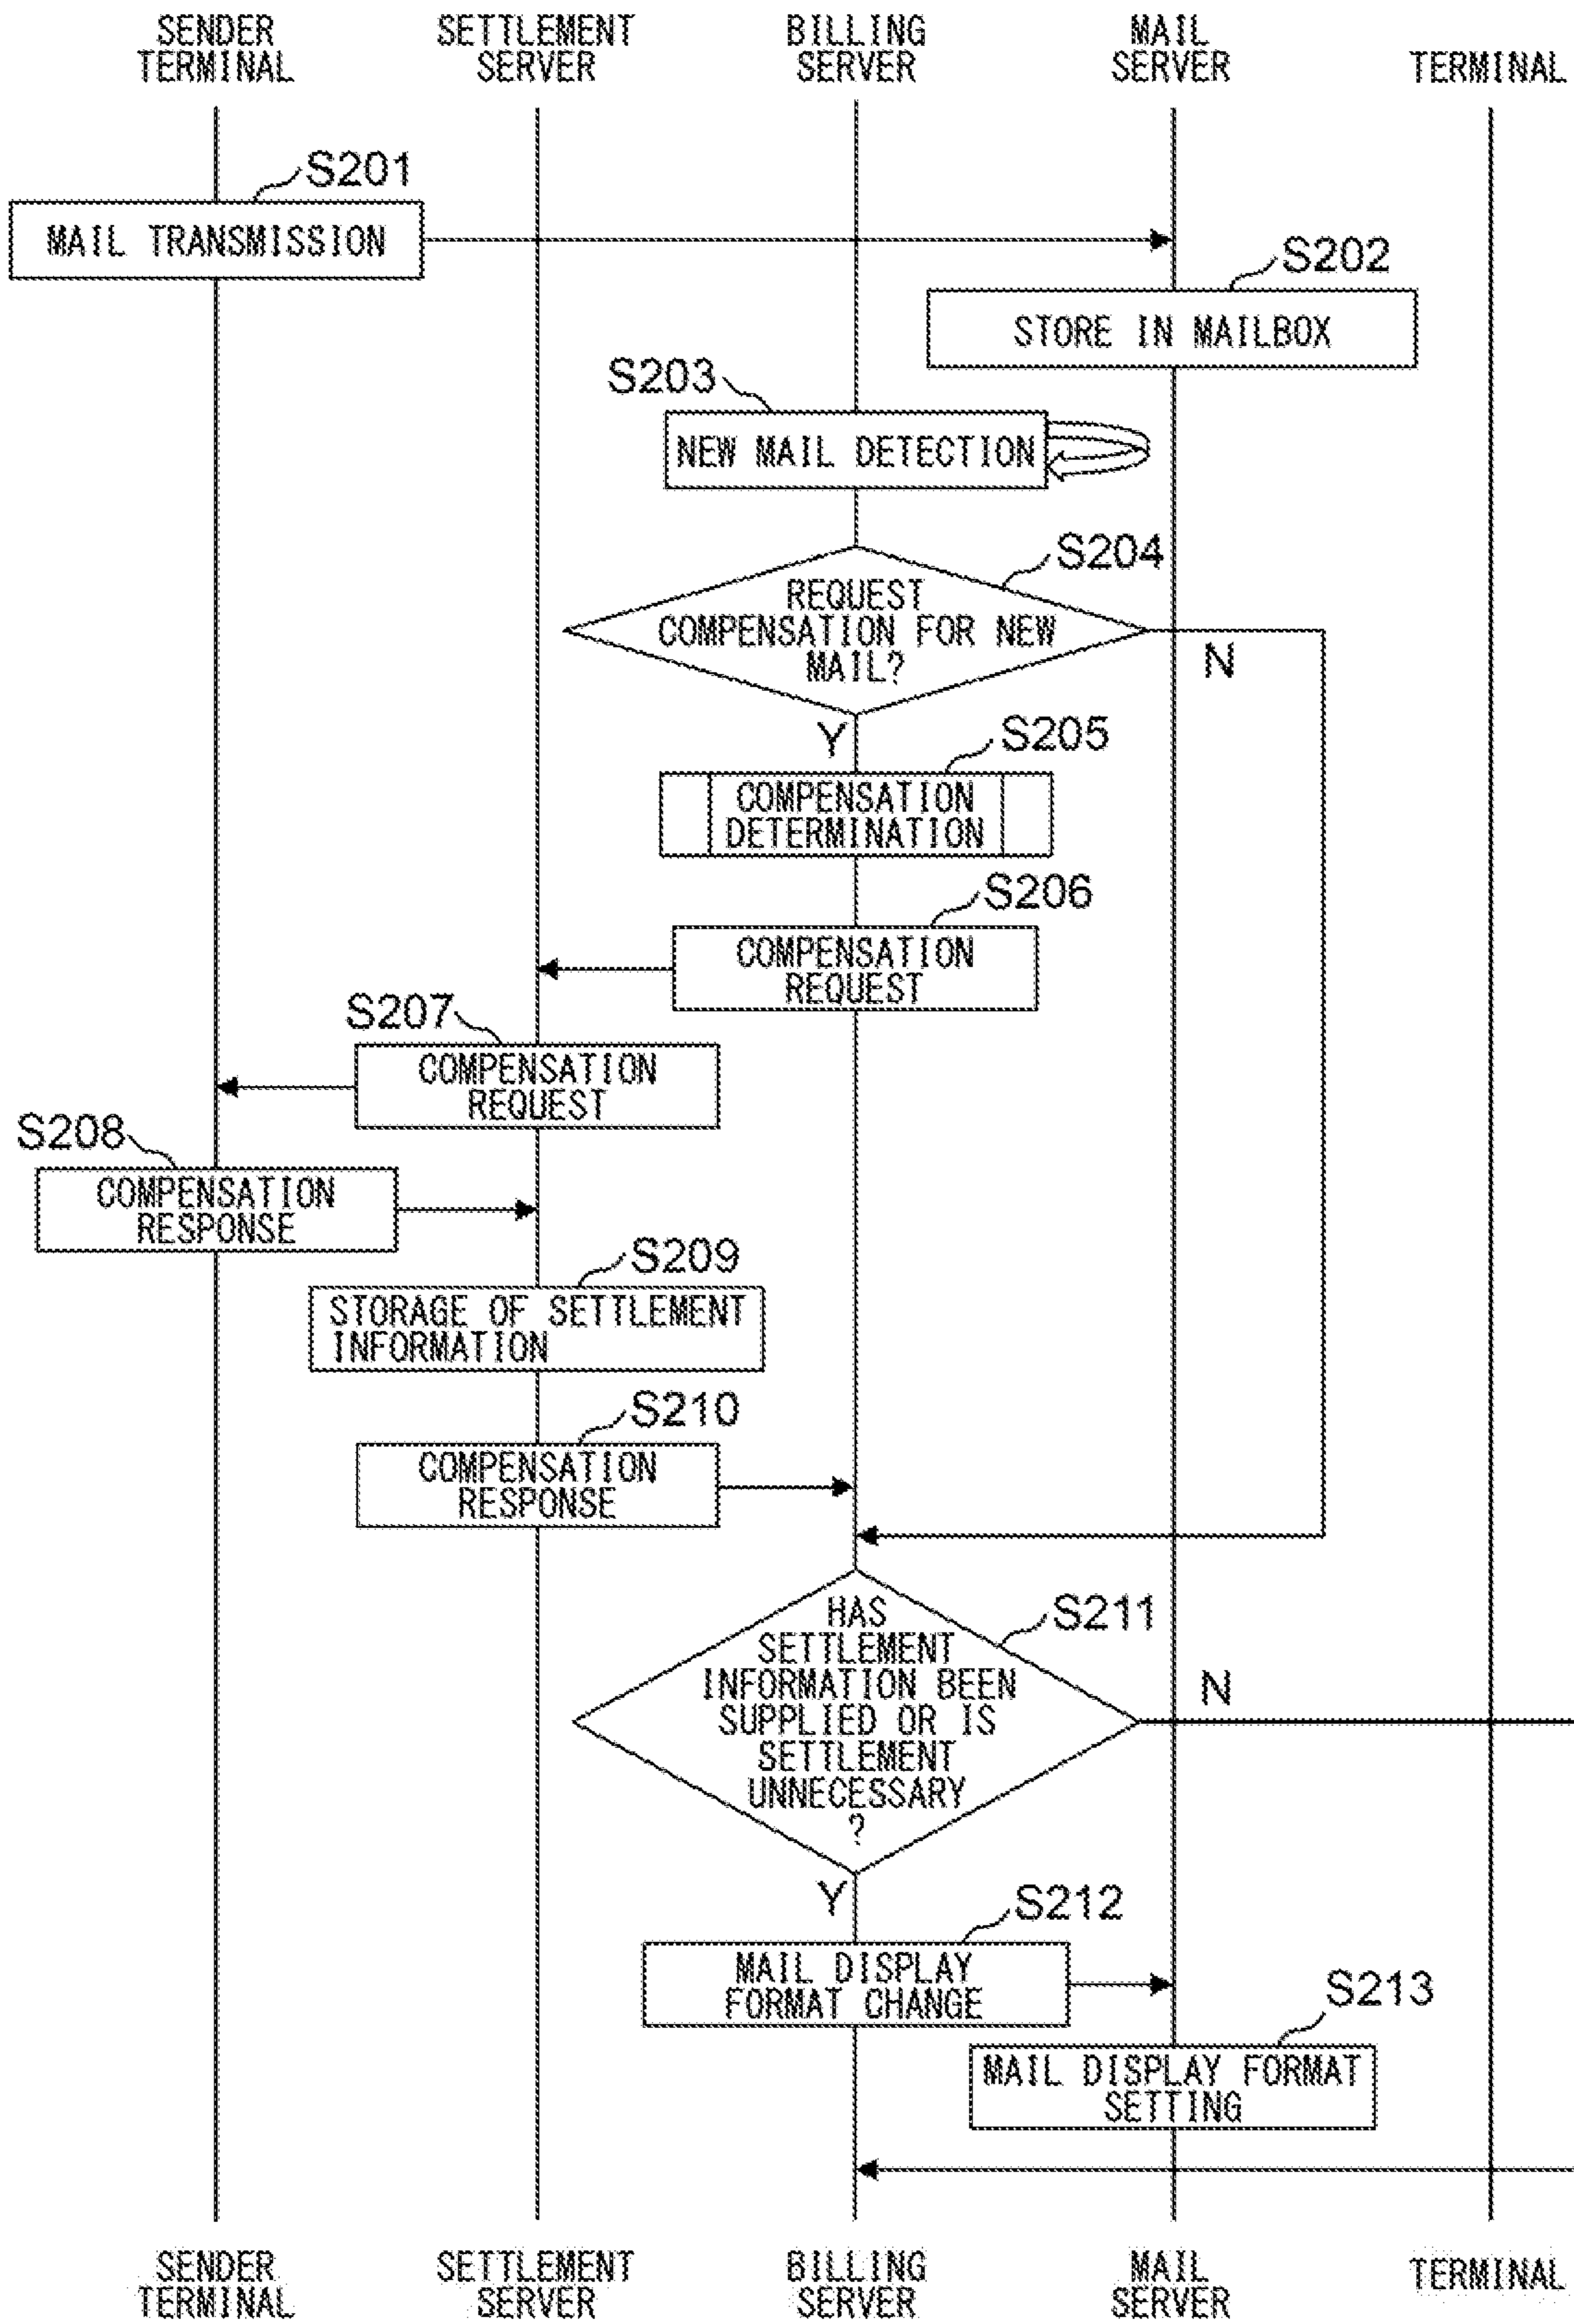 SENDER
TERMINAL
SETTLEMENT
SERVER
BILLING
SERVER
MAIL
SERVER
TERMINAL
S201
MAIL TRANSMISSION
S202
STORE IN MAILBOX
S203
NEW MAIL DETECTION
S204
REQUEST
COMPENSATION FOR NEW
MAIL?
N
Y
S205
COMPENSATION
DETERMINATION
S206
COMPENSATION
REQUEST
S207
COMPENSATION
REQUEST
S208
COMPENSATION
RESPONSE
S209
STORAGE OF SETTLEMENT
INFORMATION
S210
COMPENSATION
RESPONSE
S211
HAS
SETTLEMENT
INFORMATION BEEN
SUPPLIED OR IS
SETTLEMENT
UNNECESSARY
?
N
Y
S212
MAIL DISPLAY
FORMAT CHANGE
S213
MAIL DISPLAY FORMAT
SETTING
SENDER
TERMINAL
SETTLEMENT
SERVER
BILLING
SERVER
MAIL
SERVER
TERMINAL